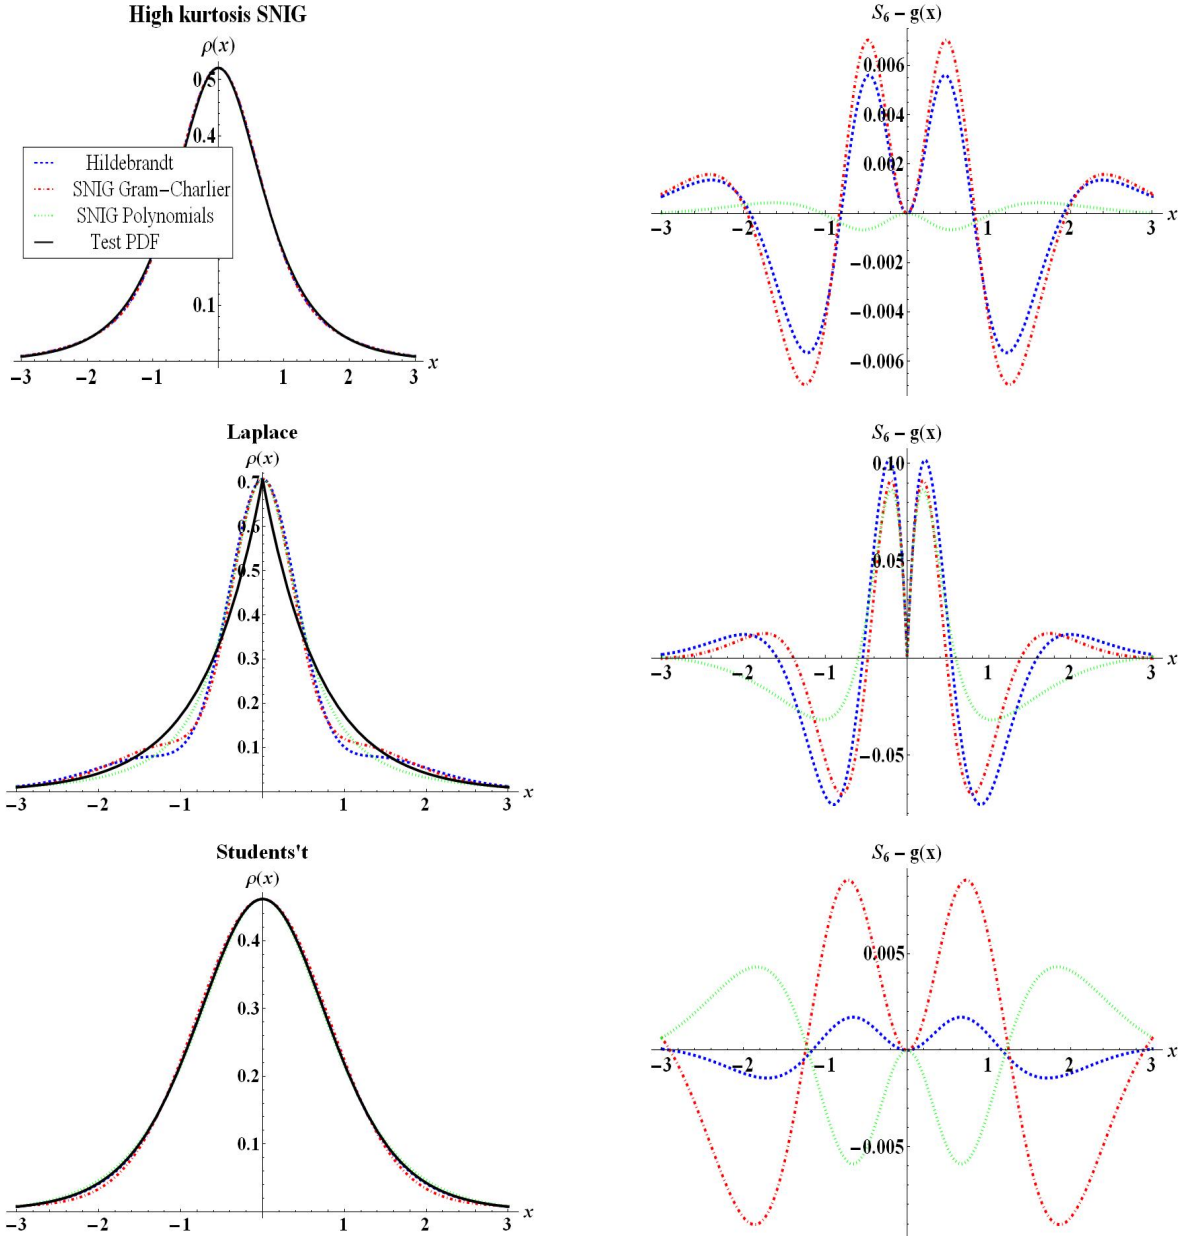 High kurtosis SNIG
ρ(x)
0.5
0.4
Hildebrandt
SNIG Gram−Charlier
SNIG Polynomials
Test PDF
0.1
x
−3 −2 −1 1 2 3
S6 − g(x)
0.006
0.004
0.002
x
−3 −2 −1 1 2 3
−0.002
−0.004
−0.006
Laplace
ρ(x)
0.7
0.6
0.5
0.4
0.3
0.2
0.1
x
−3 −2 −1 1 2 3
S6 − g(x)
0.10
0.05
x
−3 −2 −1 1 2 3
−0.05
Students't
ρ(x)
0.4
0.3
0.2
0.1
x
−3 −2 −1 1 2 3
S6 − g(x)
0.005
x
−3 −2 −1 1 2 3
−0.005